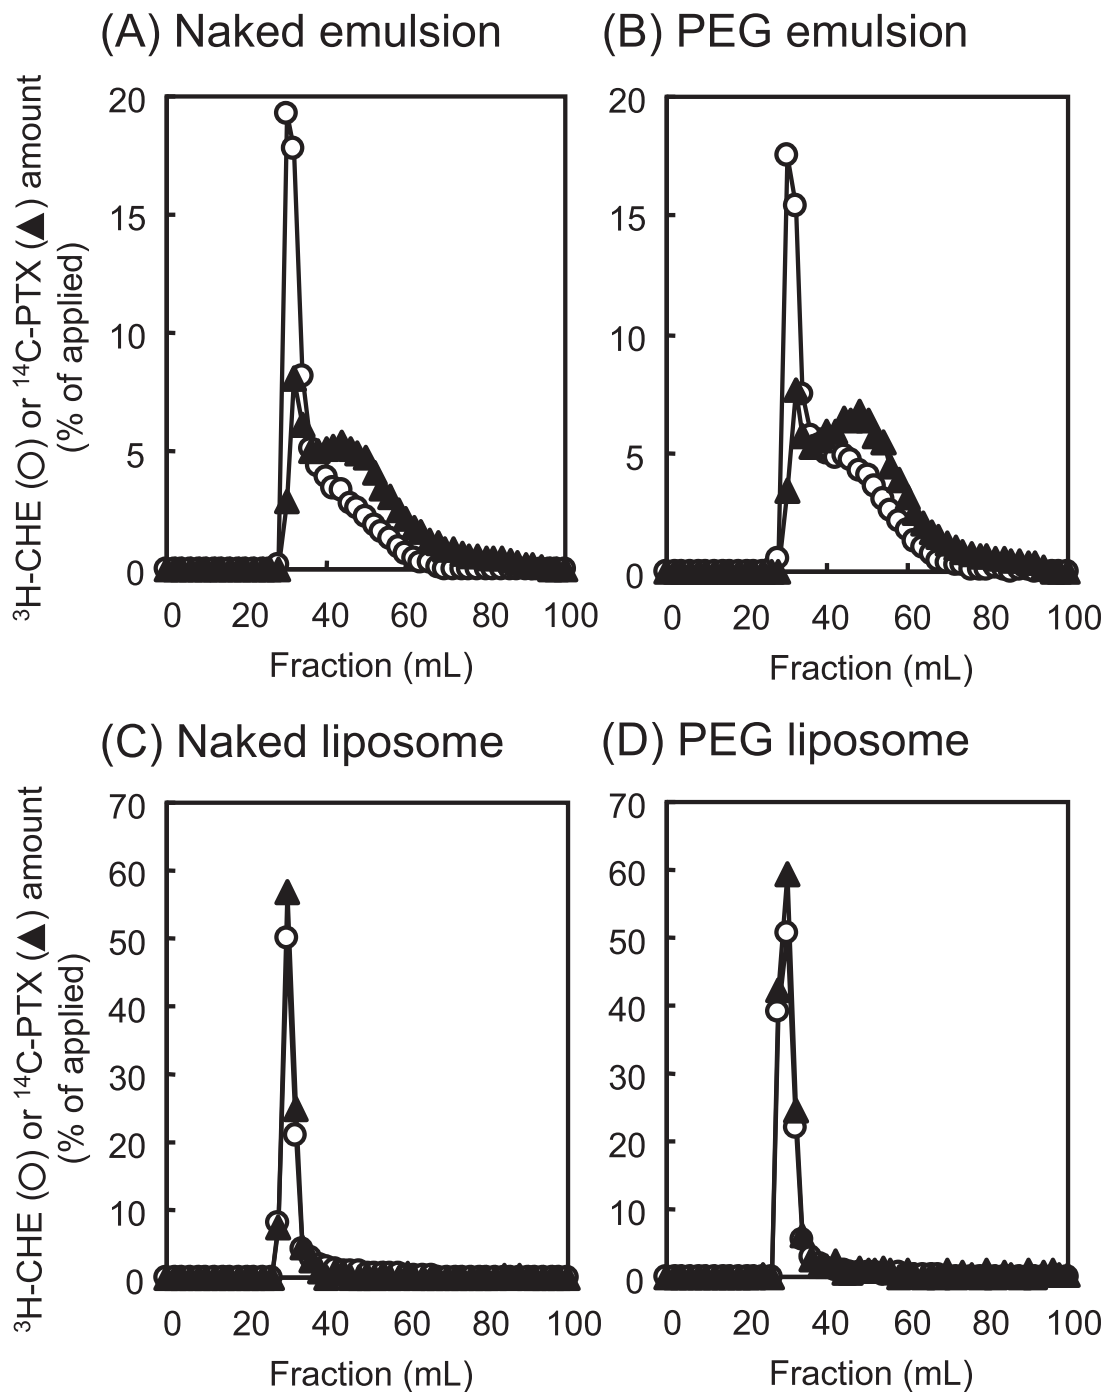 (A) Naked emulsion
(B) PEG emulsion
³H-CHE (○) or ¹⁴C-PTX (▲) amount
(% of applied)
20
15
10
5
0
0 20 40 60 80 100
Fraction (mL)
20
15
10
5
0
0 20 40 60 80 100
Fraction (mL)
(C) Naked liposome
(D) PEG liposome
³H-CHE (○) or ¹⁴C-PTX (▲) amount
(% of applied)
70
60
50
40
30
20
10
0
0 20 40 60 80 100
Fraction (mL)
70
60
50
40
30
20
10
0
0 20 40 60 80 100
Fraction (mL)